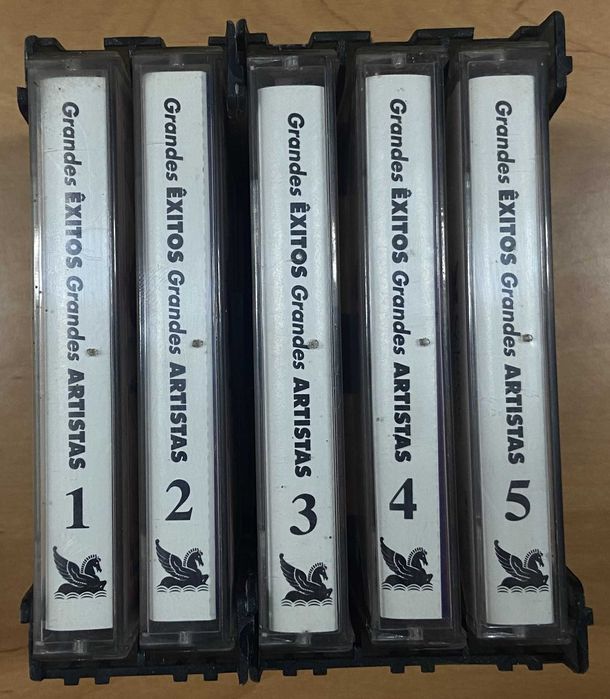 Grandes ÊXITOS Grandes ARTISTAS 1
Grandes ÊXITOS Grandes ARTISTAS 2
Grandes ÊXITOS Grandes ARTISTAS 3
Grandes ÊXITOS Grandes ARTISTAS 4
Grandes ÊXITOS Grandes ARTISTAS 5